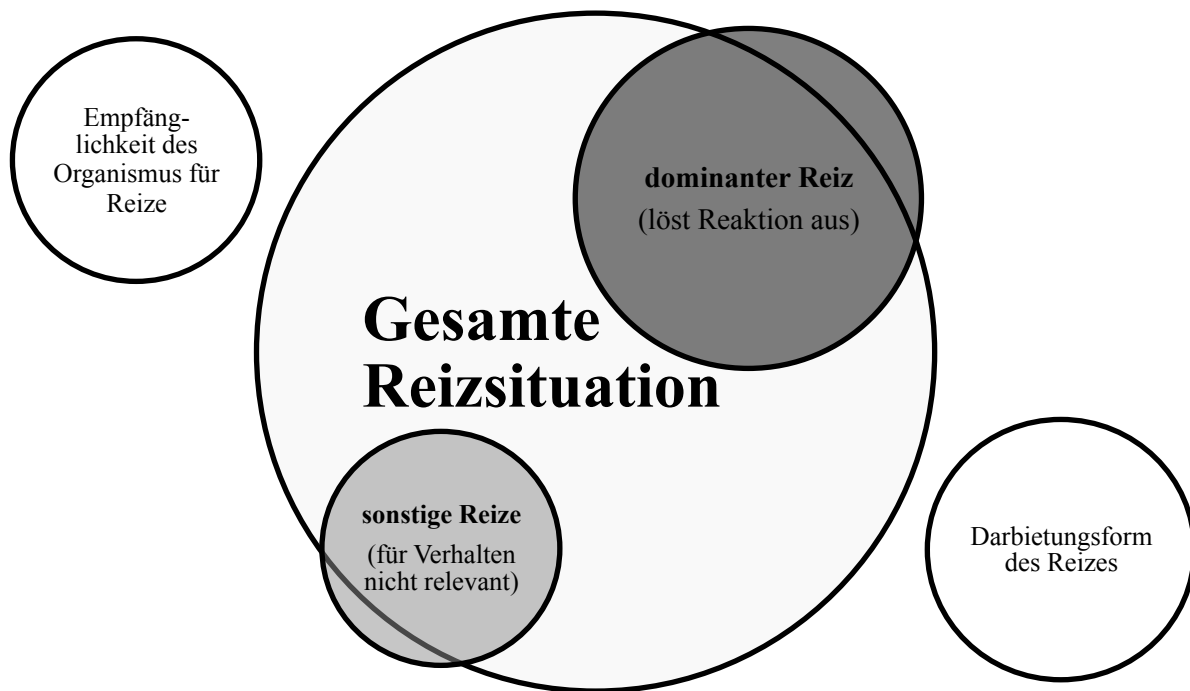 Empfäng-
lichkeit des
Organismus für
Reize
dominanter Reiz
(löst Reaktion aus)
Gesamte
Reizsituation
sonstige Reize
(für Verhalten
nicht relevant)
Darbietungsform
des Reizes